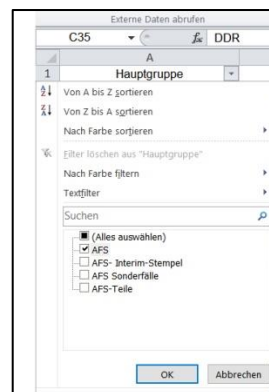 Externe Daten abrufen
C35 fx DDR
A
1 Hauptgruppe
Von A bis Z sortieren
Von Z bis A sortieren
Nach Farbe sortieren
Filter löschen aus "Hauptgruppe"
Nach Farbe filtern
Textfilter
Suchen
(Alles auswählen)
AFS
AFS- Interim-Stempel
AFS Sonderfälle
AFS-Teile
OK Abbrechen